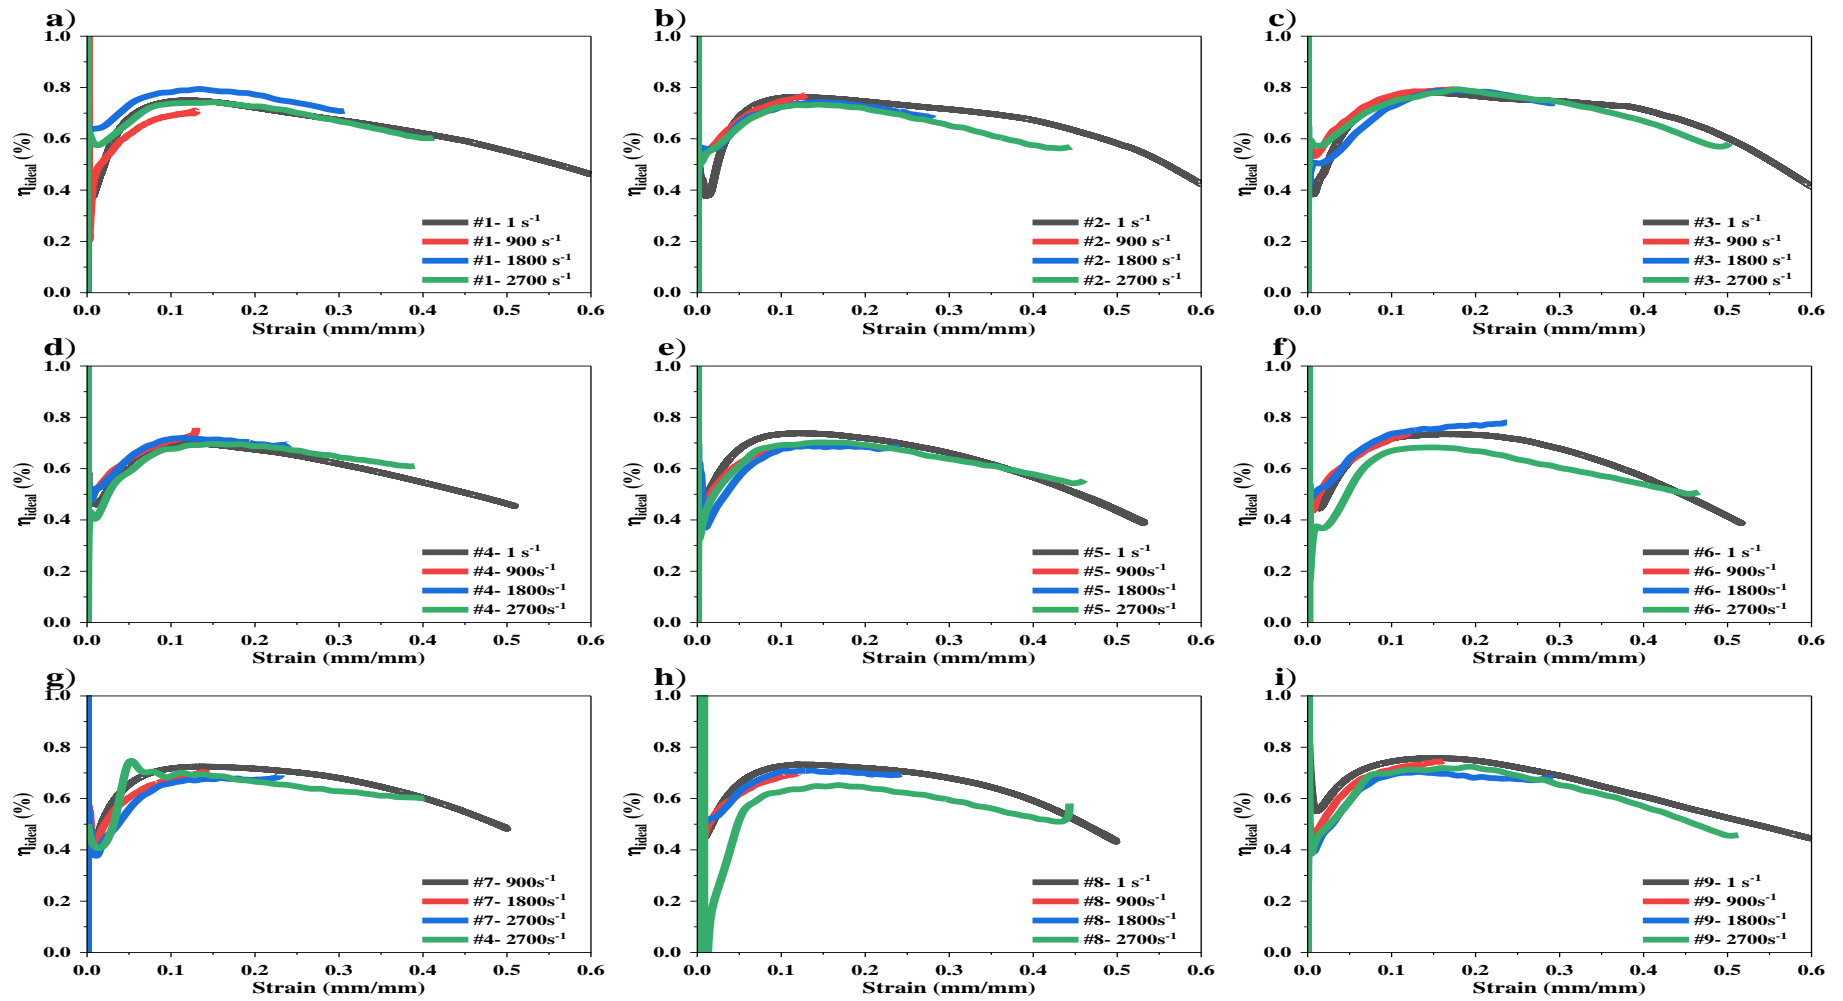 a)
η_ideal (%)
1.0
0.8
0.6
0.4
0.2
0.0
#1- 1 s⁻¹
#1- 900 s⁻¹
#1- 1800 s⁻¹
#1- 2700 s⁻¹
0.0 0.1 0.2 0.3 0.4 0.5 0.6
Strain (mm/mm)
b)
η_ideal (%)
1.0
0.8
0.6
0.4
0.2
0.0
#2- 1 s⁻¹
#2- 900 s⁻¹
#2- 1800 s⁻¹
#2- 2700 s⁻¹
0.0 0.1 0.2 0.3 0.4 0.5 0.6
Strain (mm/mm)
c)
η_ideal (%)
1.0
0.8
0.6
0.4
0.2
0.0
#3- 1 s⁻¹
#3- 900 s⁻¹
#3- 1800 s⁻¹
#3- 2700 s⁻¹
0.0 0.1 0.2 0.3 0.4 0.5 0.6
Strain (mm/mm)
d)
η_ideal (%)
1.0
0.8
0.6
0.4
0.2
0.0
#4- 1 s⁻¹
#4- 900s⁻¹
#4- 1800s⁻¹
#4- 2700s⁻¹
0.0 0.1 0.2 0.3 0.4 0.5 0.6
Strain (mm/mm)
e)
η_ideal (%)
1.0
0.8
0.6
0.4
0.2
0.0
#5- 1 s⁻¹
#5- 900s⁻¹
#5- 1800s⁻¹
#5- 2700s⁻¹
0.0 0.1 0.2 0.3 0.4 0.5 0.6
Strain (mm/mm)
f)
η_ideal (%)
1.0
0.8
0.6
0.4
0.2
0.0
#6- 1 s⁻¹
#6- 900s⁻¹
#6- 1800s⁻¹
#6- 2700s⁻¹
0.0 0.1 0.2 0.3 0.4 0.5 0.6
Strain (mm/mm)
g)
η_ideal (%)
1.0
0.8
0.6
0.4
0.2
0.0
#7- 900s⁻¹
#7- 1800s⁻¹
#7- 2700s⁻¹
#4- 2700s⁻¹
0.0 0.1 0.2 0.3 0.4 0.5 0.6
Strain (mm/mm)
h)
η_ideal (%)
1.0
0.8
0.6
0.4
0.2
0.0
#8- 1 s⁻¹
#8- 900s⁻¹
#8- 1800s⁻¹
#8- 2700s⁻¹
0.0 0.1 0.2 0.3 0.4 0.5 0.6
Strain (mm/mm)
i)
η_ideal (%)
1.0
0.8
0.6
0.4
0.2
0.0
#9- 1 s⁻¹
#9- 900s⁻¹
#9- 1800s⁻¹
#9- 2700s⁻¹
0.0 0.1 0.2 0.3 0.4 0.5 0.6
Strain (mm/mm)